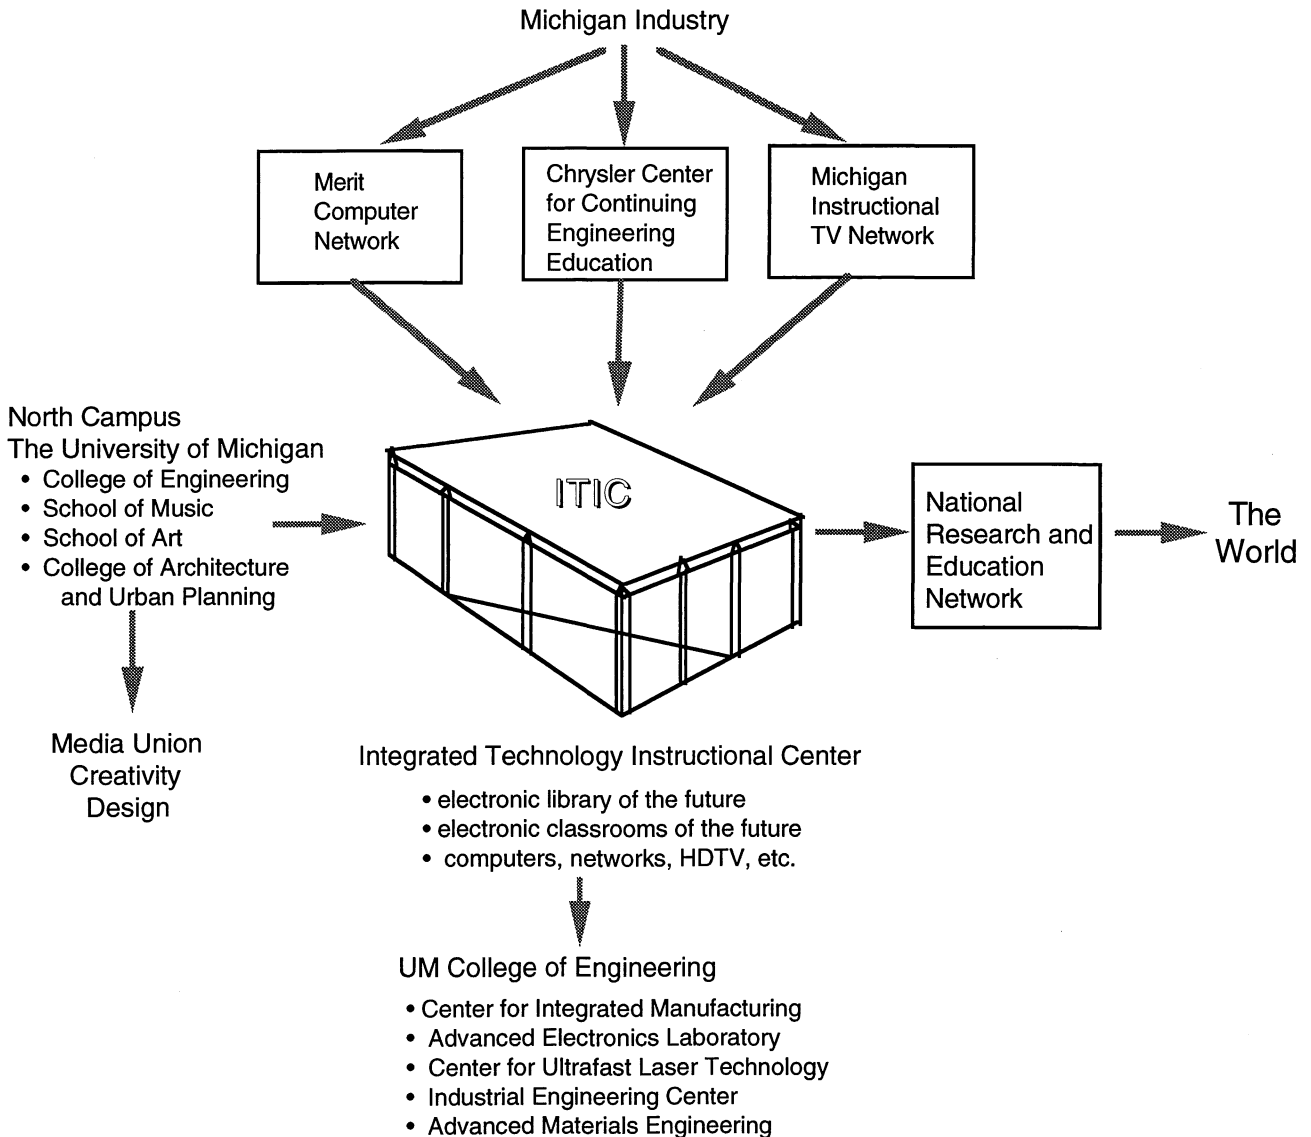 Michigan Industry
Merit
Computer
Network
Chrysler Center
for Continuing
Engineering
Education
Michigan
Instructional
TV Network
North Campus
The University of Michigan
• College of Engineering
• School of Music
• School of Art
• College of Architecture
and Urban Planning
ITIC
National
Research and
Education
Network
The
World
Media Union
Creativity
Design
Integrated Technology Instructional Center
• electronic library of the future
• electronic classrooms of the future
• computers, networks, HDTV, etc.
UM College of Engineering
• Center for Integrated Manufacturing
• Advanced Electronics Laboratory
• Center for Ultrafast Laser Technology
• Industrial Engineering Center
• Advanced Materials Engineering